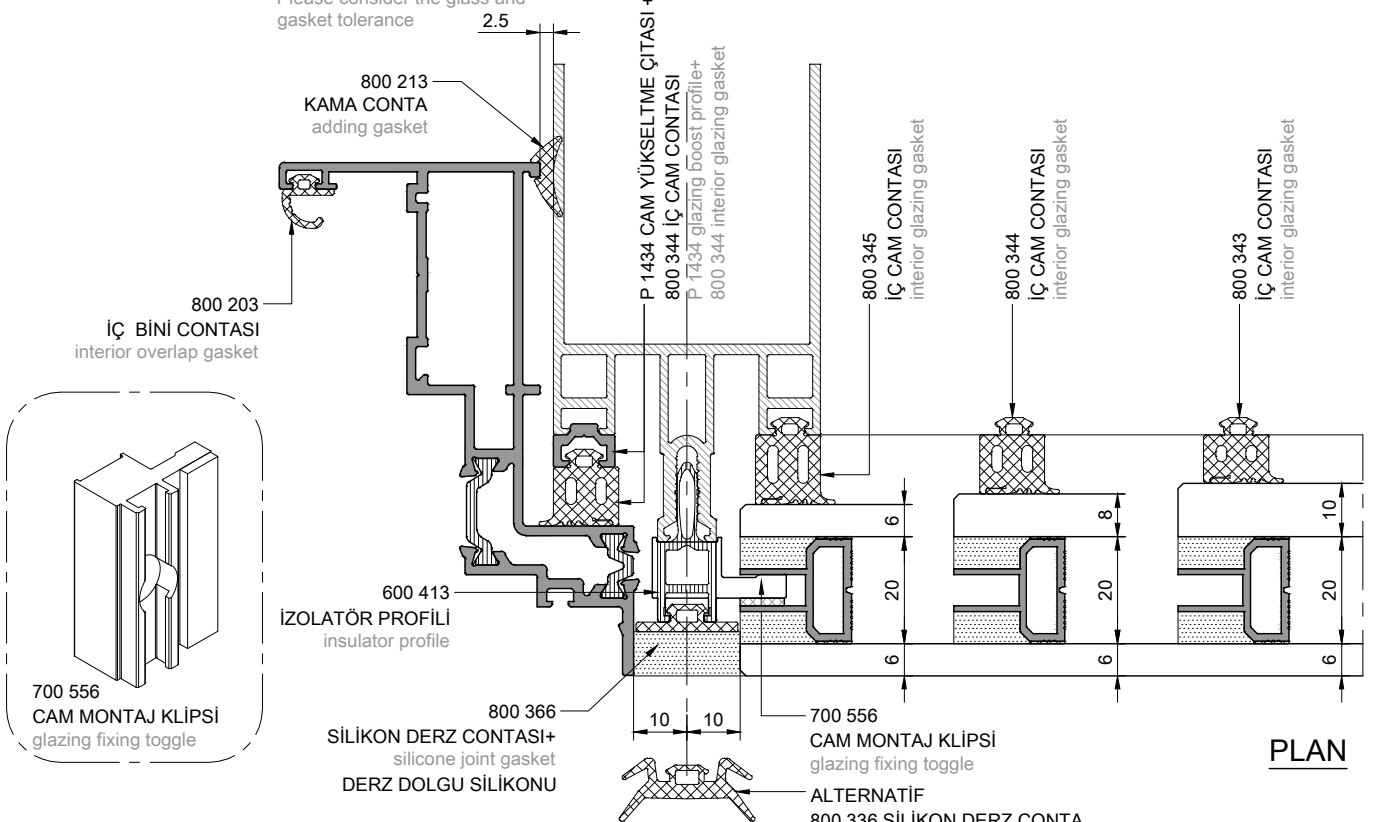 Please consider the glass and
gasket tolerance
2.5
800 213
KAMA CONTA
adding gasket
P 1434 CAM YÜKSELTME ÇITASI +
800 344 İÇ CAM CONTASI
P 1434 glazing boost profile+
800 344 interior glazing gasket
800 345
İÇ CAM CONTASI
interior glazing gasket
800 344
İÇ CAM CONTASI
interior glazing gasket
800 343
İÇ CAM CONTASI
interior glazing gasket
800 203
İÇ BİNİ CONTASI
interior overlap gasket
6
8
10
20
20
20
6
6
6
600 413
İZOLATÖR PROFİLİ
insulator profile
700 556
CAM MONTAJ KLİPSİ
glazing fixing toggle
800 366
SİLİKON DERZ CONTASI+
silicone joint gasket
DERZ DOLGU SİLİKONU
10
10
700 556
CAM MONTAJ KLİPSİ
glazing fixing toggle
PLAN
ALTERNATİF
800 336 SİLİKON DERZ CONTA